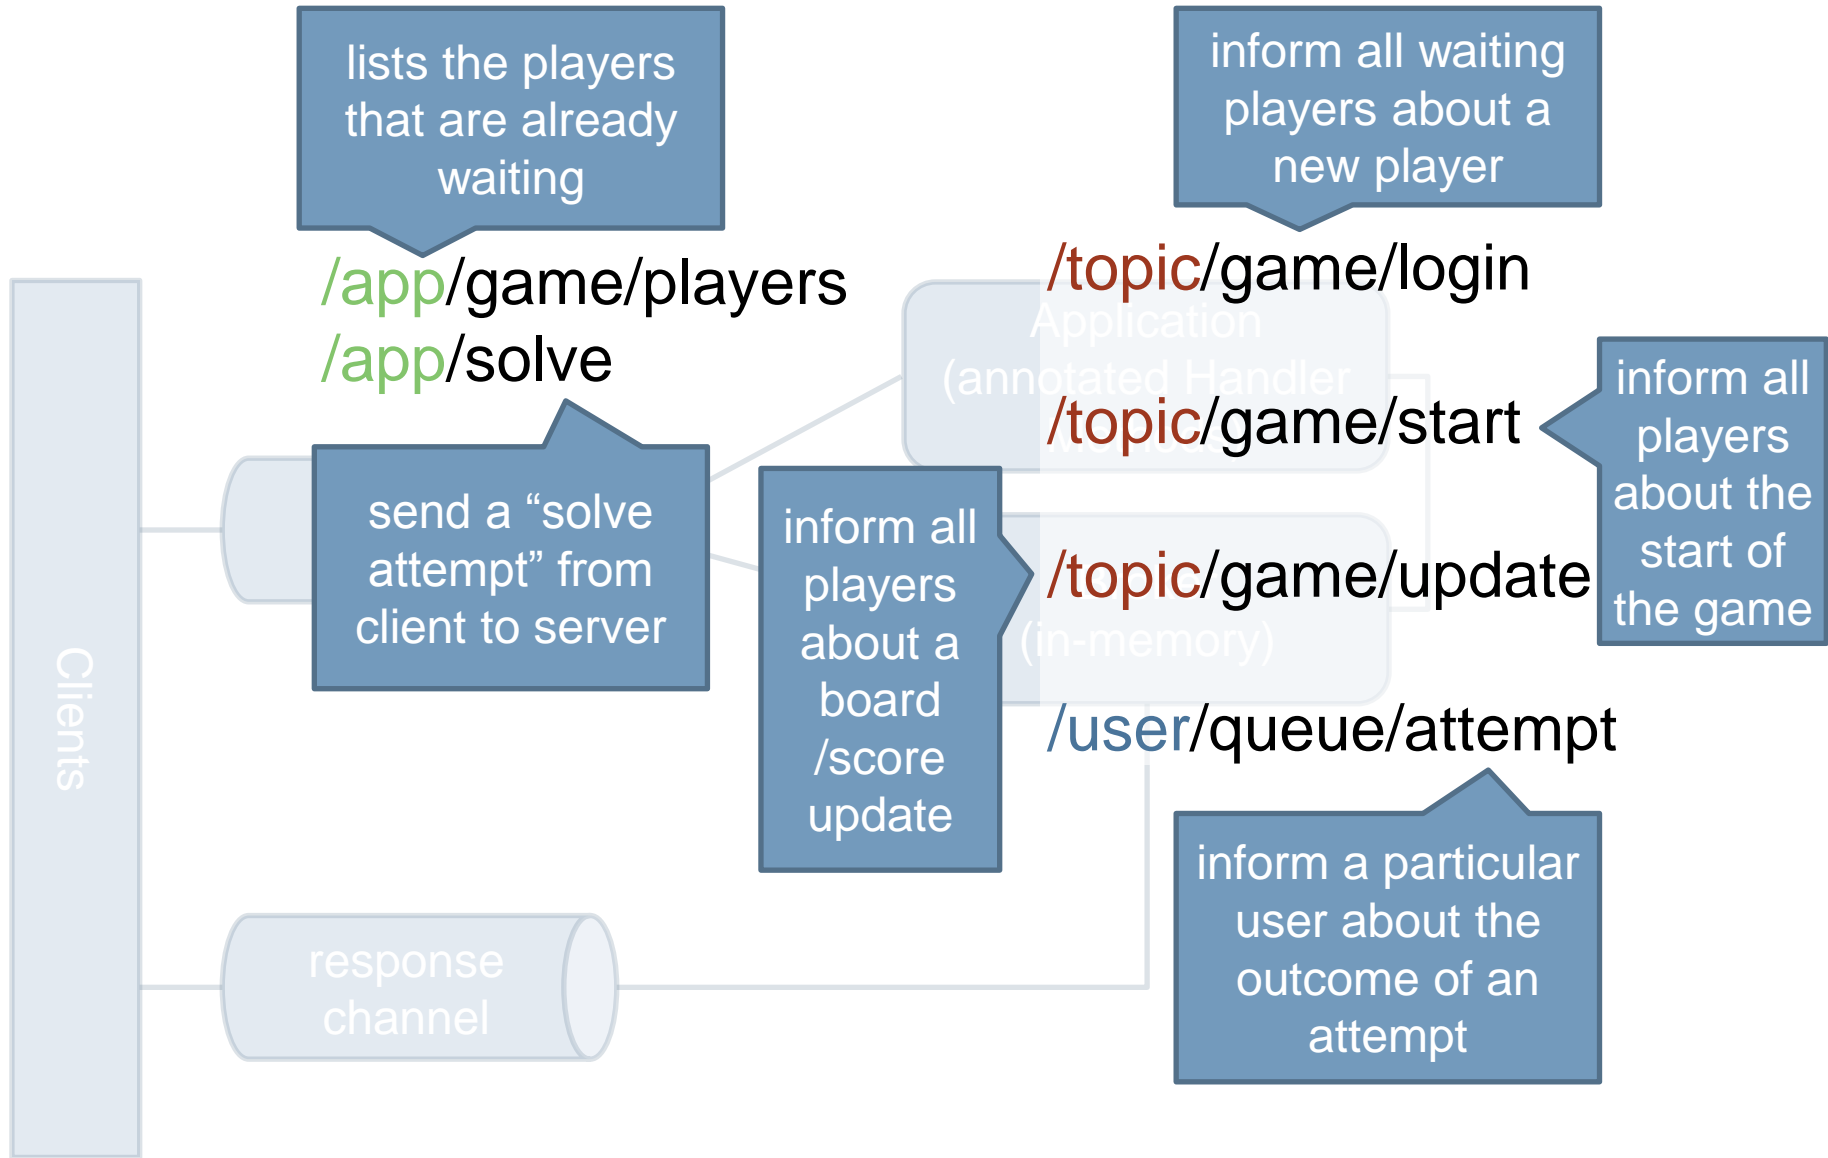 lists the players
that are already
waiting
inform all waiting
players about a
new player
/app/game/players
/app/solve
/topic/game/login
Application
(annotated Handler
/topic/game/start
inform all
players
about the
start of
the game
send a “solve
attempt” from
client to server
inform all
players
about a
board
/score
update
/topic/game/update
(in-memory)
/user/queue/attempt
inform a particular
user about the
outcome of an
attempt
Clients
response
channel